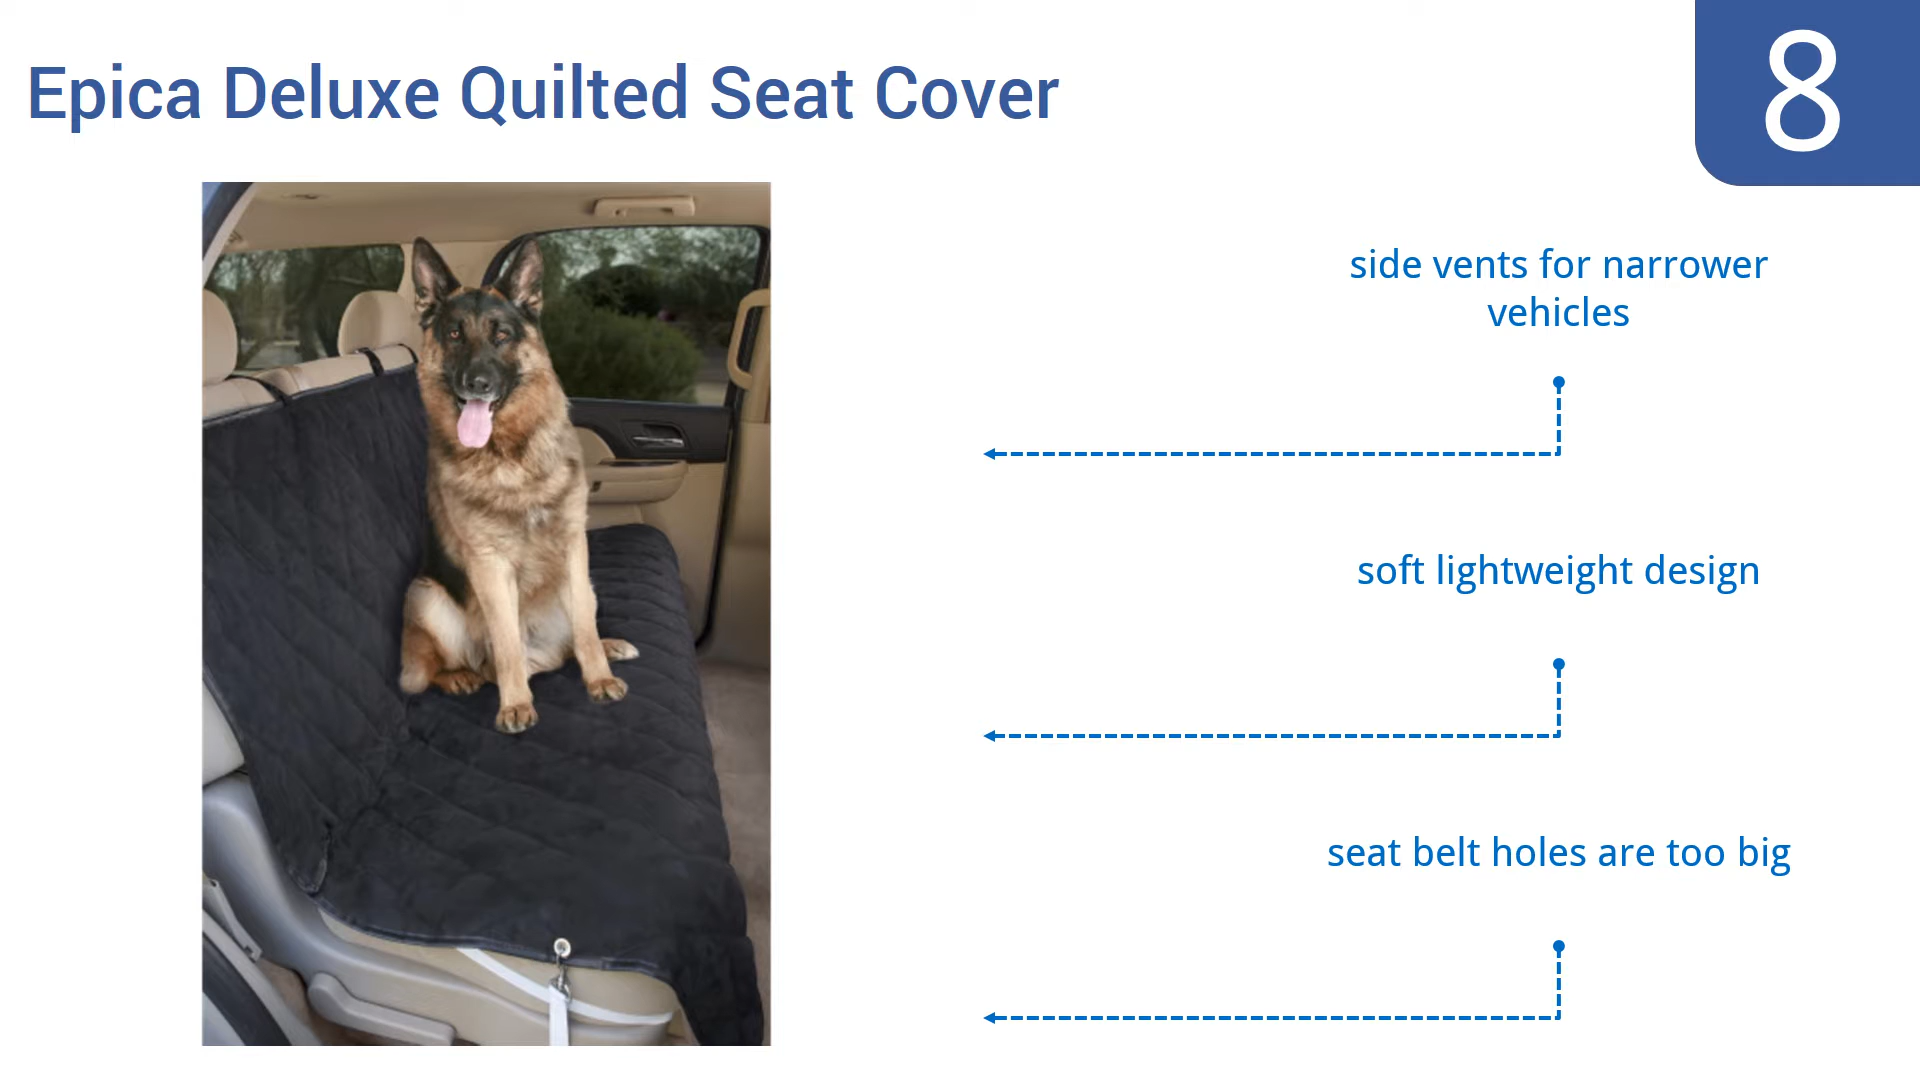 Epica Deluxe Quilted Seat Cover
8
side vents for narrower
vehicles
soft lightweight design
seat belt holes are too big